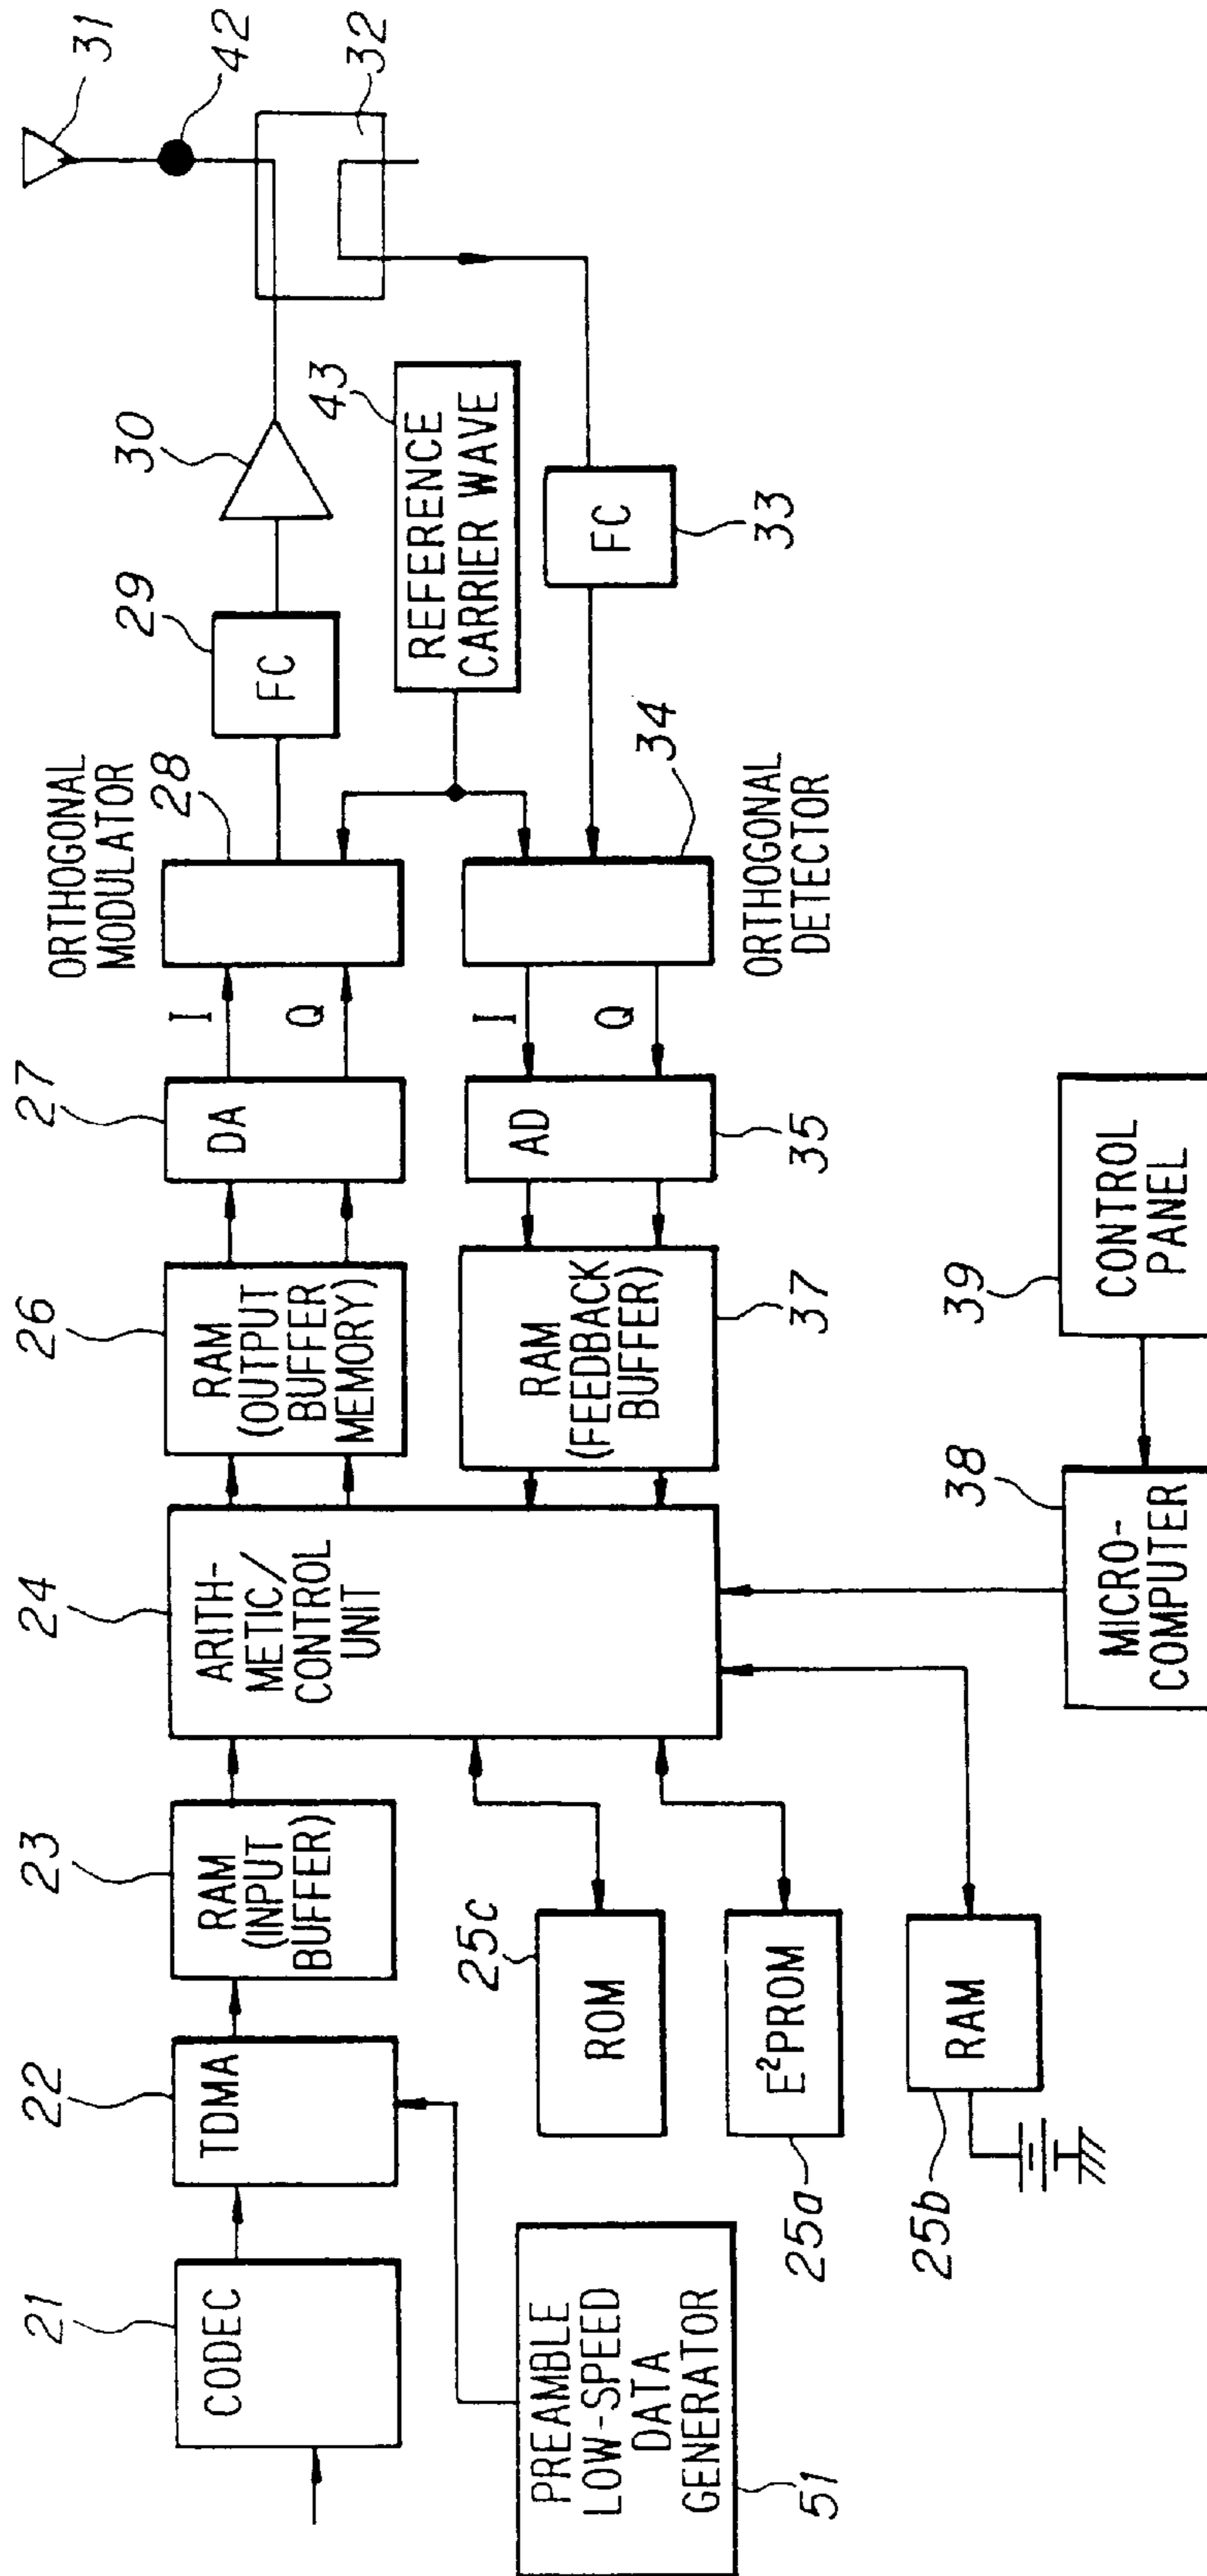 21
CODEC
22
TDMA
23
RAM
(INPUT
BUFFER)
24
ARITH-
METIC/
CONTROL
UNIT
26
RAM
(OUTPUT
BUFFER
MEMORY)
27
DA
I
Q
ORTHOGONAL
MODULATOR
28
29
FC
30
31
42
32
43
REFERENCE
CARRIER WAVE
FC
33
34
ORTHOGONAL
DETECTOR
I
Q
AD
35
RAM
(FEEDBACK
BUFFER)
37
PREAMBLE
LOW-SPEED
DATA
GENERATOR
51
25c
ROM
E²PROM
25a
RAM
25b
38
MICRO-
COMPUTER
39
CONTROL
PANEL